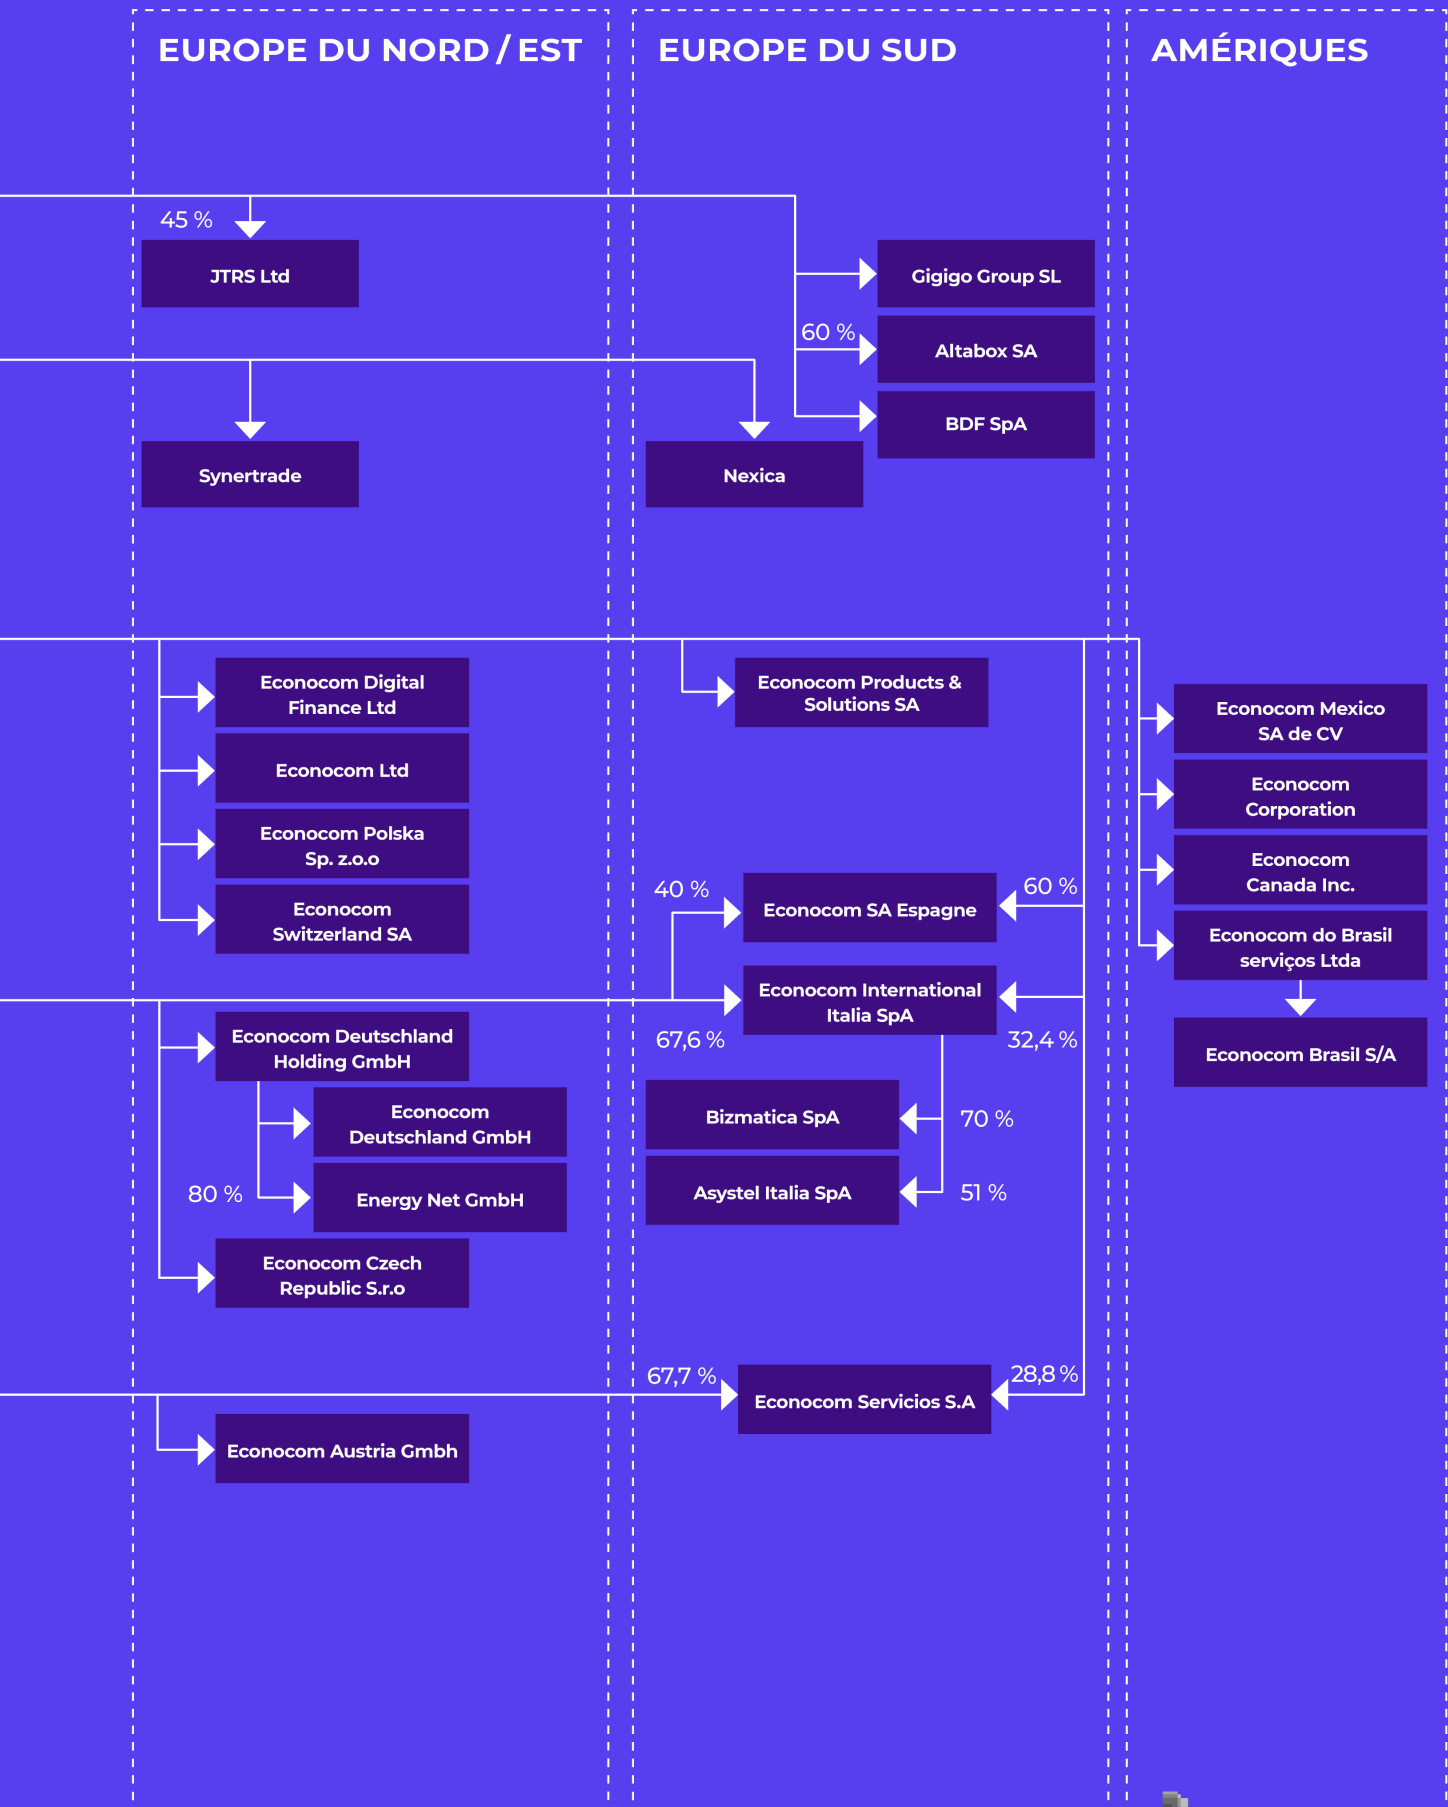 EUROPE DU NORD / EST
45 %
JTRS Ltd
Synertrade
Econocom Digital
Finance Ltd
Econocom Ltd
Econocom Polska
Sp. z.o.o
Econocom
Switzerland SA
Econocom Deutschland
Holding GmbH
Econocom
Deutschland GmbH
80 %
Energy Net GmbH
Econocom Czech
Republic S.r.o
Econocom Austria Gmbh
EUROPE DU SUD
Gigigo Group SL
60 %
Altabox SA
BDF SpA
Nexica
Econocom Products &
Solutions SA
40 %
60 %
Econocom SA Espagne
Econocom International
Italia SpA
67,6 %
32,4 %
Bizmatica SpA
70 %
Asystel Italia SpA
51 %
67,7 %
28,8 %
Econocom Servicios S.A
AMÉRIQUES
Econocom Mexico
SA de CV
Econocom
Corporation
Econocom
Canada Inc.
Econocom do Brasil
serviços Ltda
Econocom Brasil S/A